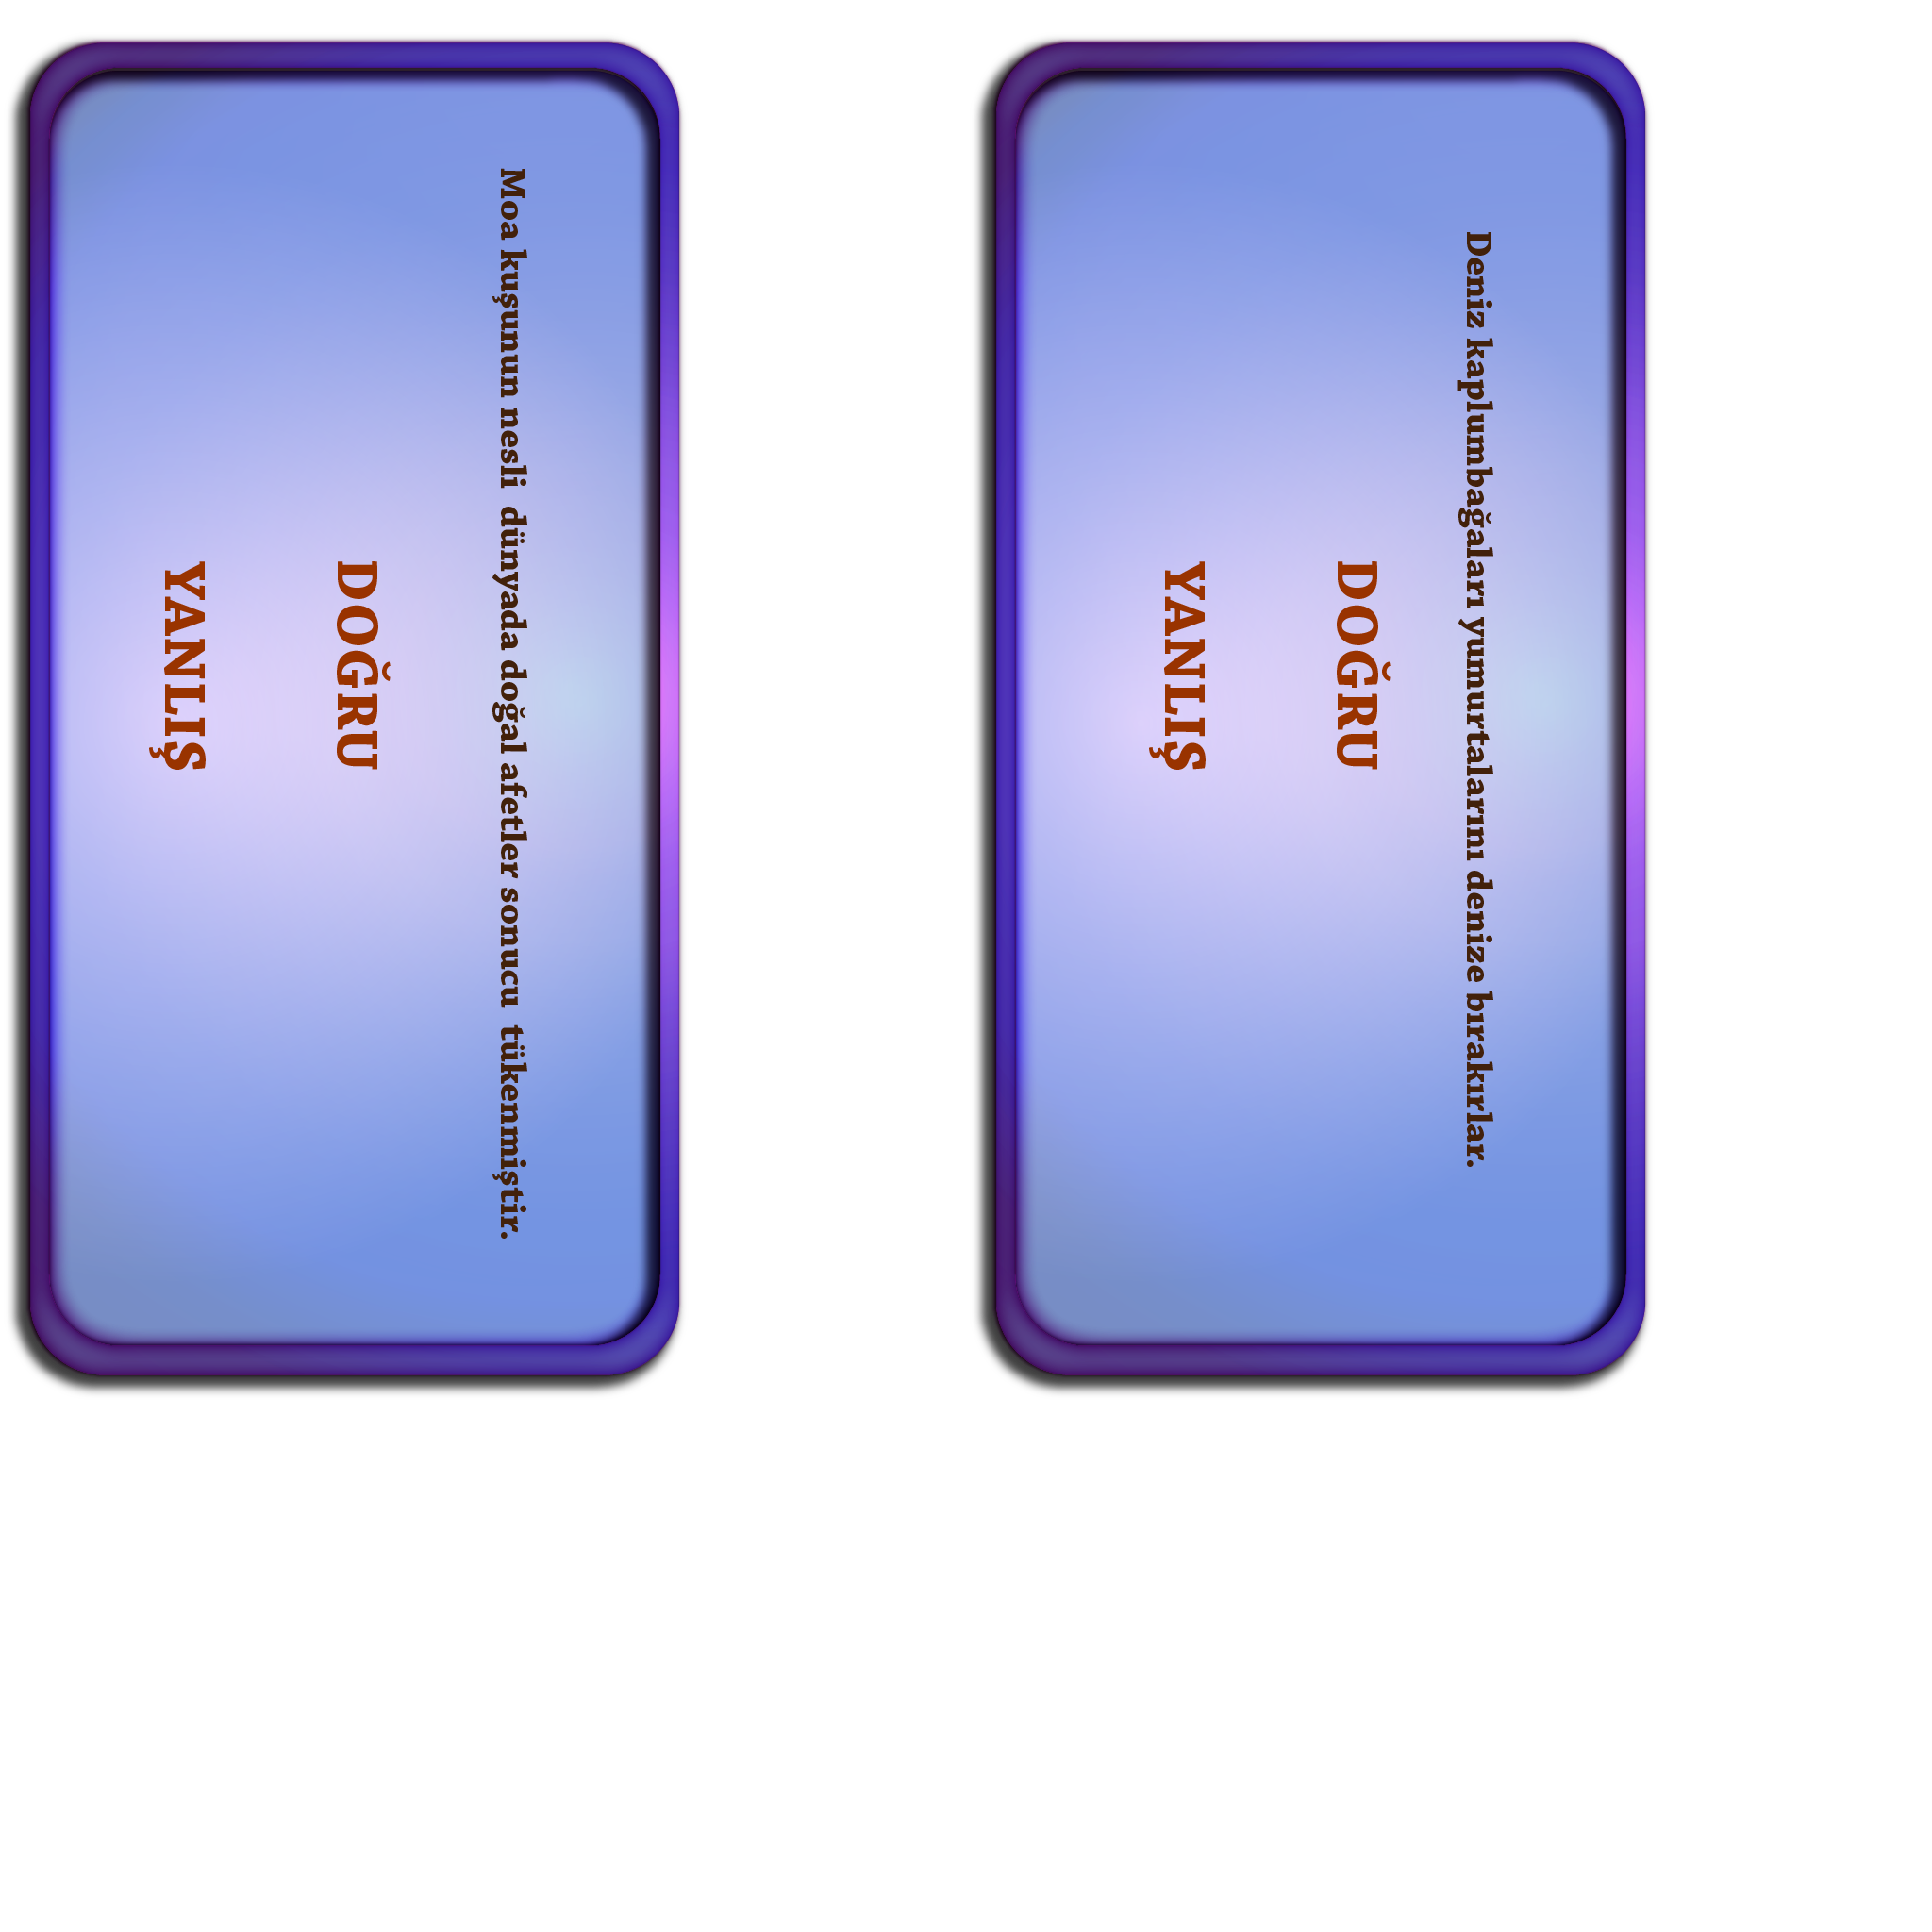 Moa kuşunun nesli dünyada doğal afetler sonucu tükenmiştir.
DOĞRU
YANLIŞ
Deniz kaplumbağaları yumurtalarını denize bırakırlar.
DOĞRU
YANLIŞ